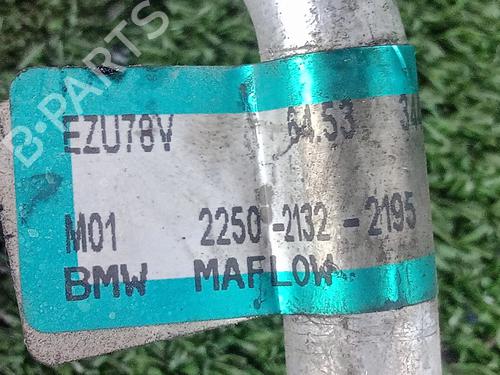 B-PARTS
EZU78V 64.53
M01 2250-2132-2195
BMW MAFLOW